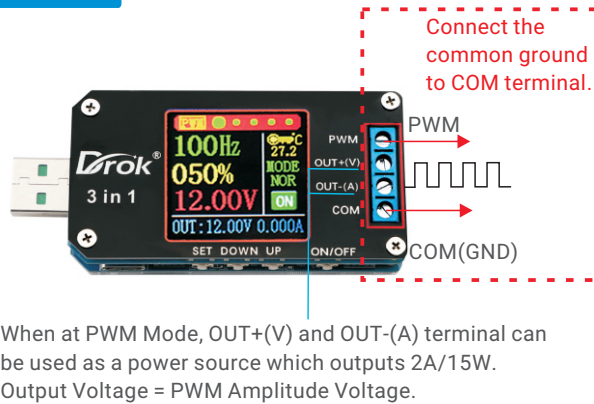 Connect the
common ground
to COM terminal.
PWM
100Hz
27.2 °C
050%
MODE
NOR
12.00V
ON
OUT:12.00V 0.000A
Drok®
3 in 1
PWM
OUT+(V)
OUT-(A)
COM
SET DOWN UP ON/OFF
PWM
COM(GND)
When at PWM Mode, OUT+(V) and OUT-(A) terminal can
be used as a power source which outputs 2A/15W.
Output Voltage = PWM Amplitude Voltage.